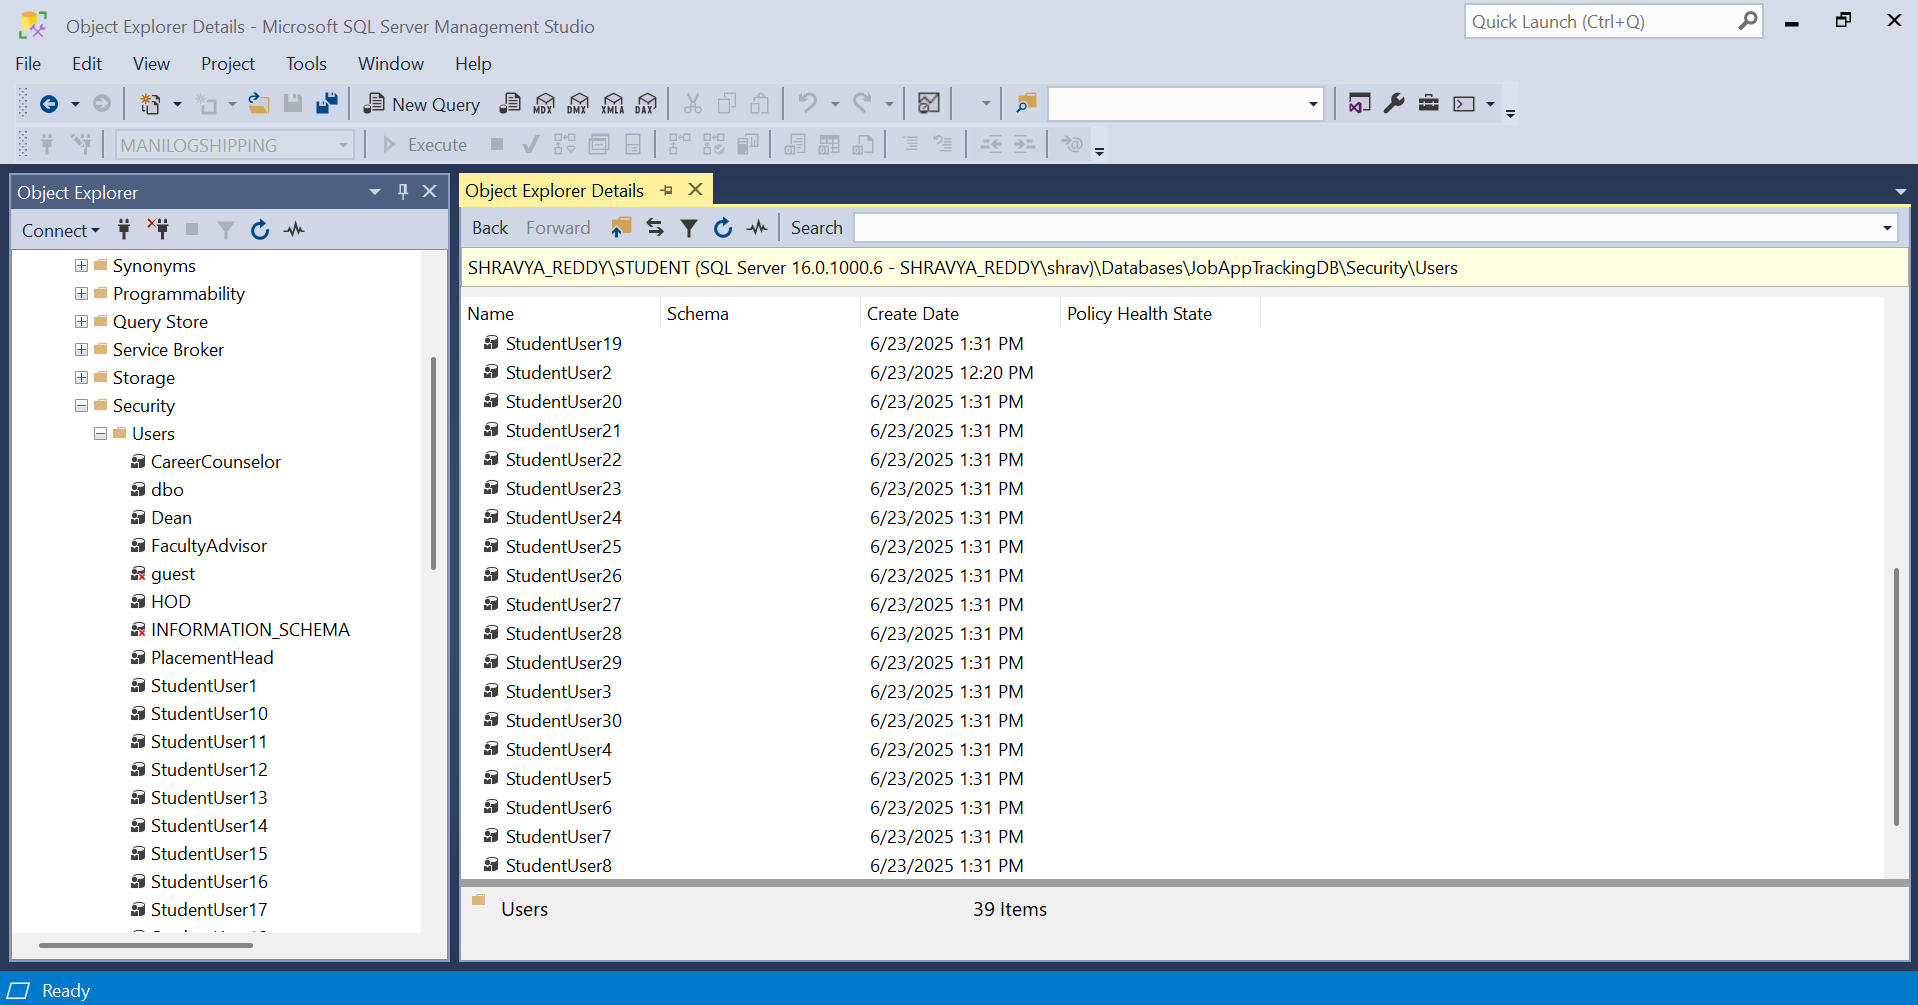 Object Explorer Details - Microsoft SQL Server Management Studio
Quick Launch (Ctrl+Q)
File Edit View Project Tools Window Help
New Query MDX DMX XMLA DAX
MANILOGSHIPPING Execute
Object Explorer
Connect
Synonyms
Programmability
Query Store
Service Broker
Storage
Security
Users
CareerCounselor
dbo
Dean
FacultyAdvisor
guest
HOD
INFORMATION_SCHEMA
PlacementHead
StudentUser1
StudentUser10
StudentUser11
StudentUser12
StudentUser13
StudentUser14
StudentUser15
StudentUser16
StudentUser17
Object Explorer Details
Back Forward Search
SHRAVYA_REDDY\STUDENT (SQL Server 16.0.1000.6 - SHRAVYA_REDDY\shrav)\Databases\JobAppTrackingDB\Security\Users
Name Schema Create Date Policy Health State
StudentUser19 6/23/2025 1:31 PM
StudentUser2 6/23/2025 12:20 PM
StudentUser20 6/23/2025 1:31 PM
StudentUser21 6/23/2025 1:31 PM
StudentUser22 6/23/2025 1:31 PM
StudentUser23 6/23/2025 1:31 PM
StudentUser24 6/23/2025 1:31 PM
StudentUser25 6/23/2025 1:31 PM
StudentUser26 6/23/2025 1:31 PM
StudentUser27 6/23/2025 1:31 PM
StudentUser28 6/23/2025 1:31 PM
StudentUser29 6/23/2025 1:31 PM
StudentUser3 6/23/2025 1:31 PM
StudentUser30 6/23/2025 1:31 PM
StudentUser4 6/23/2025 1:31 PM
StudentUser5 6/23/2025 1:31 PM
StudentUser6 6/23/2025 1:31 PM
StudentUser7 6/23/2025 1:31 PM
StudentUser8 6/23/2025 1:31 PM
Users 39 Items
Ready